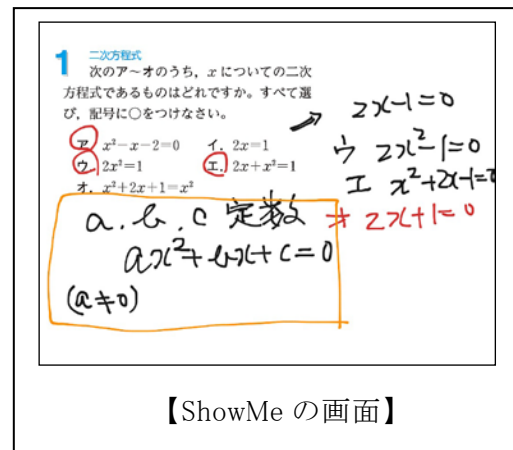 1 二次方程式
次のア～オのうち，xについての二次
方程式であるものはどれですか。すべて選
び，記号に○をつけなさい。
ア. x²−x−2=0 イ. 2x=1
ウ. 2x²=1 エ. 2x+x²=1
オ. x²+2x+1=x²
2x-1=0
ウ 2x²-1=0
エ x²+2x-1=0
オ 2x+1=0
a. b. c 定数
ax²+bx+c=0
(a≠0)
【ShowMe の画面】